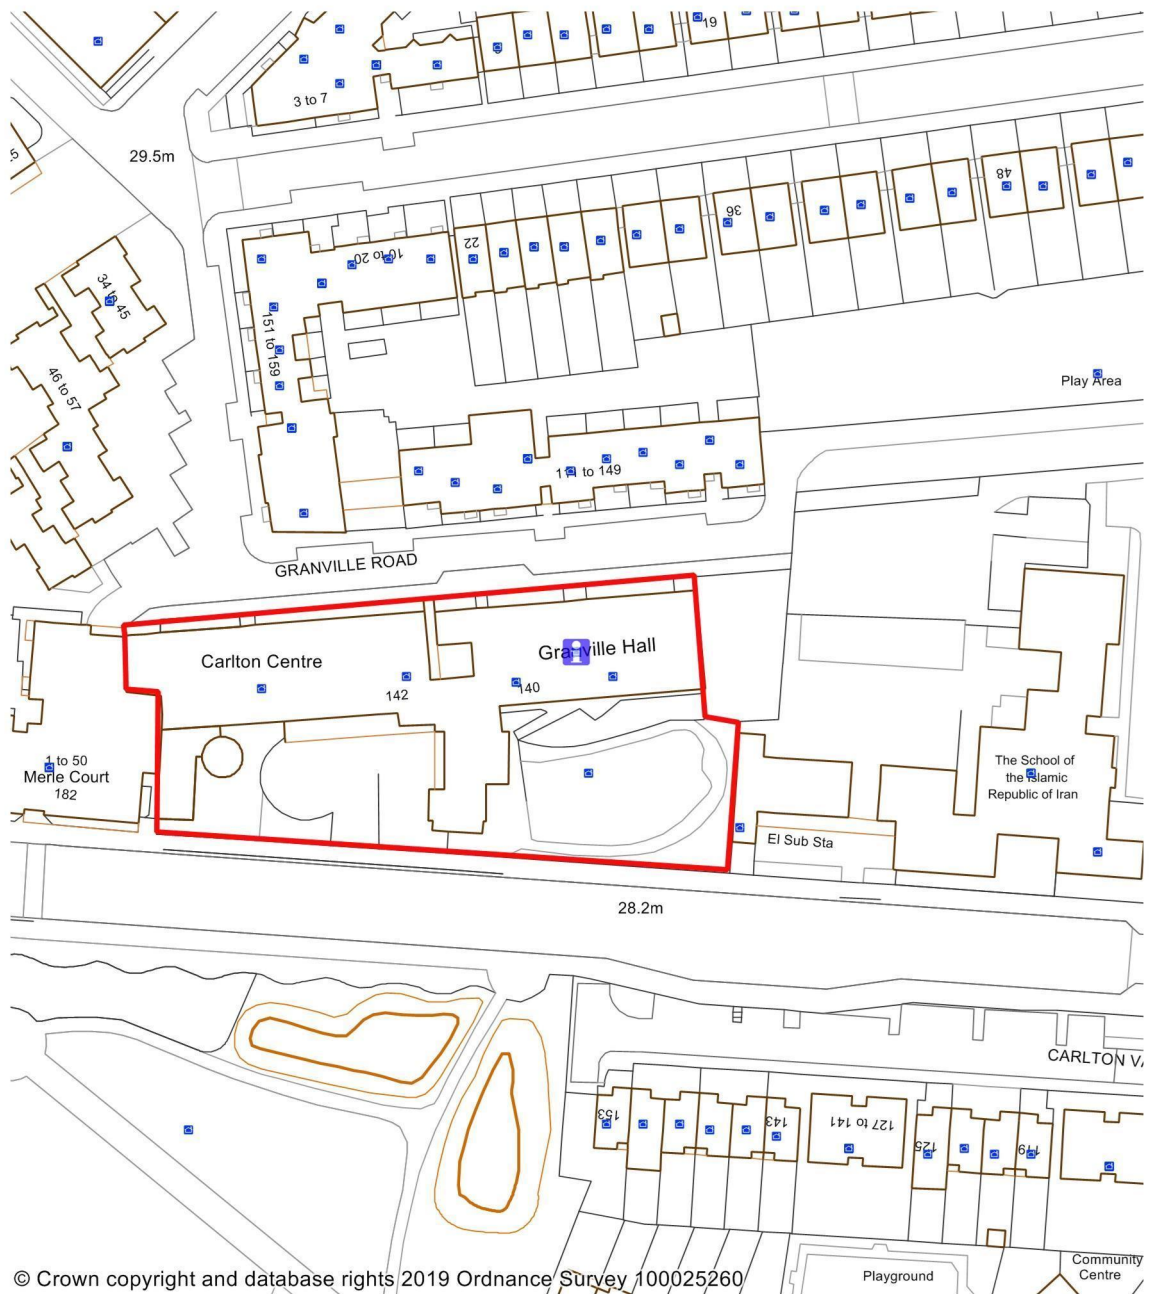 19
3 to 7
29.5m
5
48
36
22
10 to 20
34 to 45
151 to 159
46 to 57
Play Area
to 149
GRANVILLE ROAD
Carlton Centre
Granville Hall
142
140
1 to 50
Merle Court
182
The School of
the Islamic
Republic of Iran
El Sub Sta
28.2m
CARLTON VA
153
143
127 to 141
125
119
Community
Centre
Playground
© Crown copyright and database rights 2019 Ordnance Survey 100025260